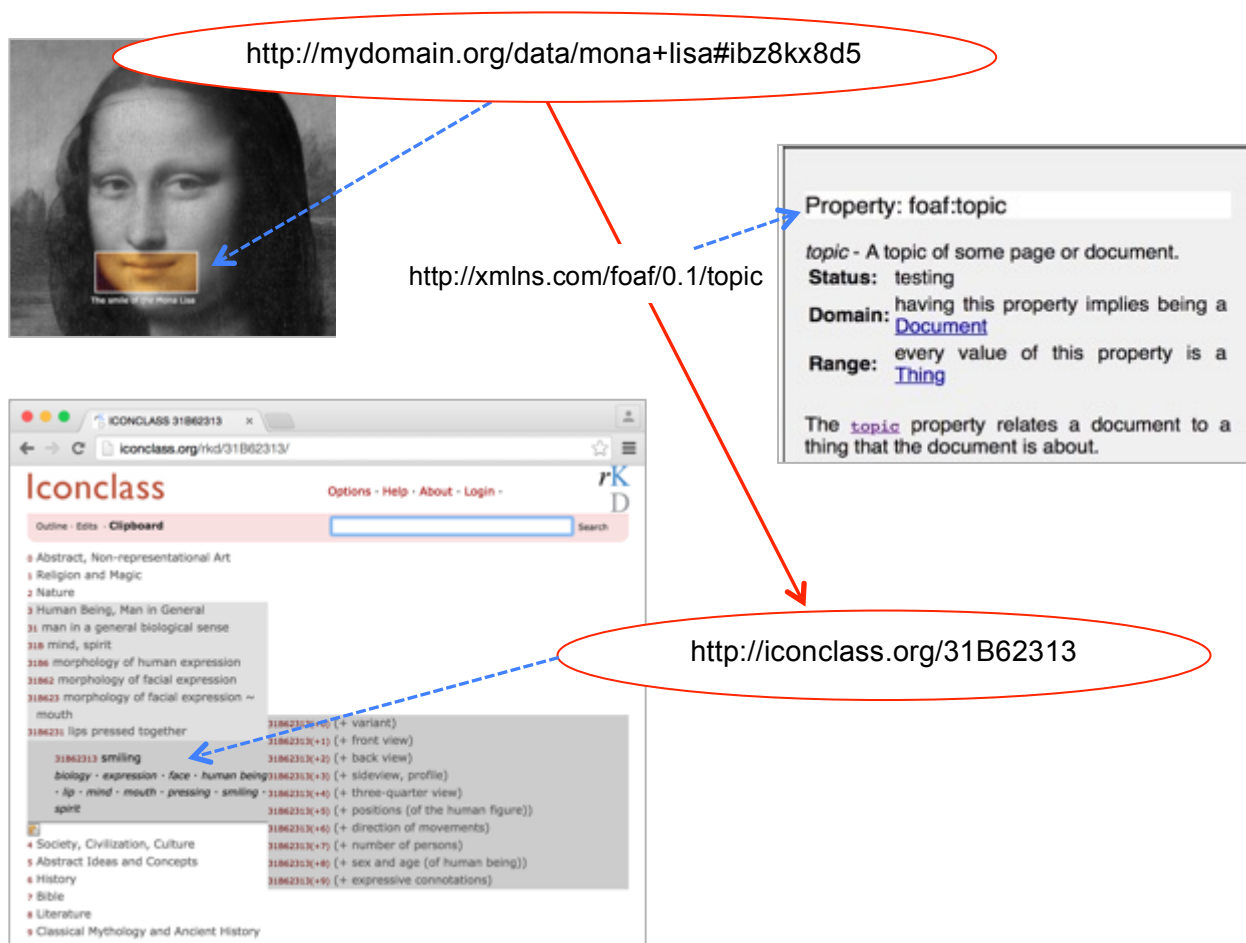 http://mydomain.org/data/mona+lisa#ibz8kx8d5
The smile of the Mona Lisa
http://xmlns.com/foaf/0.1/topic
Property: foaf:topic
topic - A topic of some page or document.
Status: testing
Domain: having this property implies being a
Document
Range: every value of this property is a
Thing
The topic property relates a document to a
thing that the document is about.
ICONCLASS 31B62313 ×
iconclass.org/rkd/31B62313/
Iconclass
Options - Help - About - Login -
rK
D
Outline · Edits · Clipboard
Search
0 Abstract, Non-representational Art
1 Religion and Magic
2 Nature
3 Human Being, Man in General
31 man in a general biological sense
31B mind, spirit
31B6 morphology of human expression
31B62 morphology of facial expression
31B623 morphology of facial expression ~
mouth
31B6231 lips pressed together
31B62313 smiling
biology · expression · face · human being
· lip · mind · mouth · pressing · smiling ·
spirit
4 Society, Civilization, Culture
5 Abstract Ideas and Concepts
6 History
7 Bible
8 Literature
9 Classical Mythology and Ancient History
31B62313(+0) (+ variant)
31B62313(+1) (+ front view)
31B62313(+2) (+ back view)
31B62313(+3) (+ sideview, profile)
31B62313(+4) (+ three-quarter view)
31B62313(+5) (+ positions (of the human figure))
31B62313(+6) (+ direction of movements)
31B62313(+7) (+ number of persons)
31B62313(+8) (+ sex and age (of human being))
31B62313(+9) (+ expressive connotations)
http://iconclass.org/31B62313